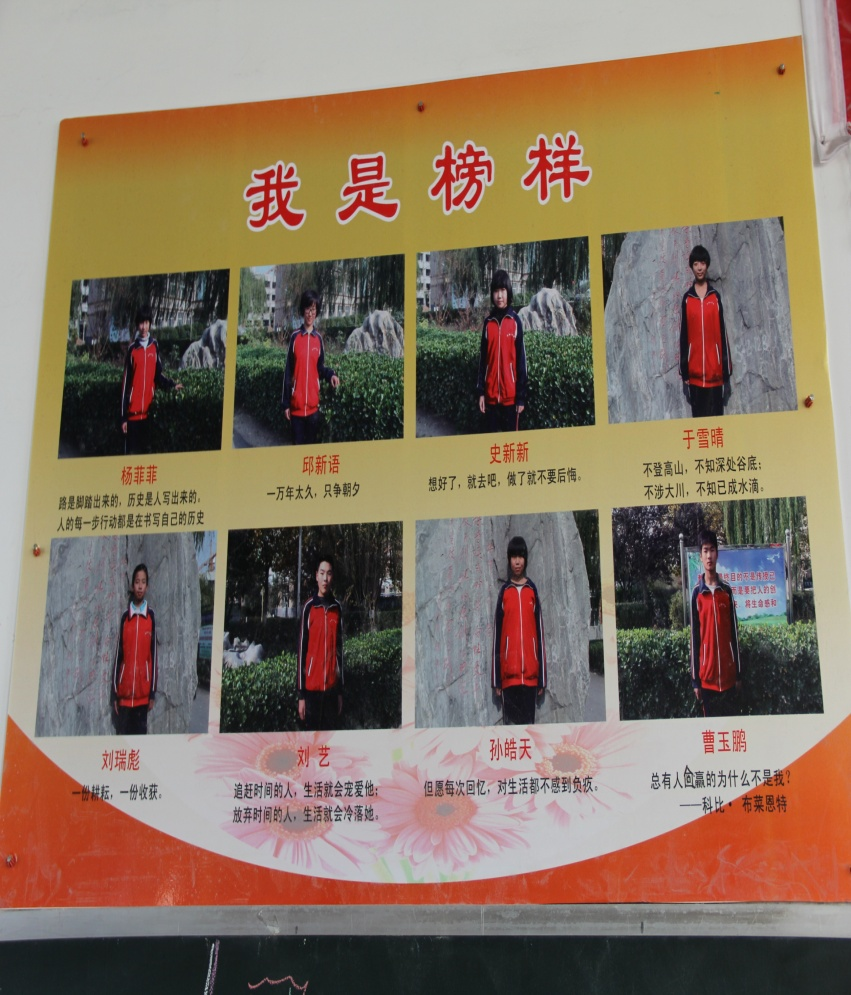 我是榜样
杨菲菲
路是脚踏出来的，历史是人写出来的。
人的每一步行动都是在书写自己的历史
邱新语
一万年太久，只争朝夕
史新新
想好了，就去吧，做了就不要后悔。
于雪晴
不登高山，不知深处谷底；
不涉大川，不知已成水滴。
刘瑞彪
一份耕耘，一份收获。
刘 艺
追赶时间的人，生活就会宠爱他；
放弃时间的人，生活就会冷落她。
孙皓天
但愿每次回忆，对生活都不感到负疚。
曹玉鹏
总有人会赢的为什么不是我？
——科比·布莱恩特